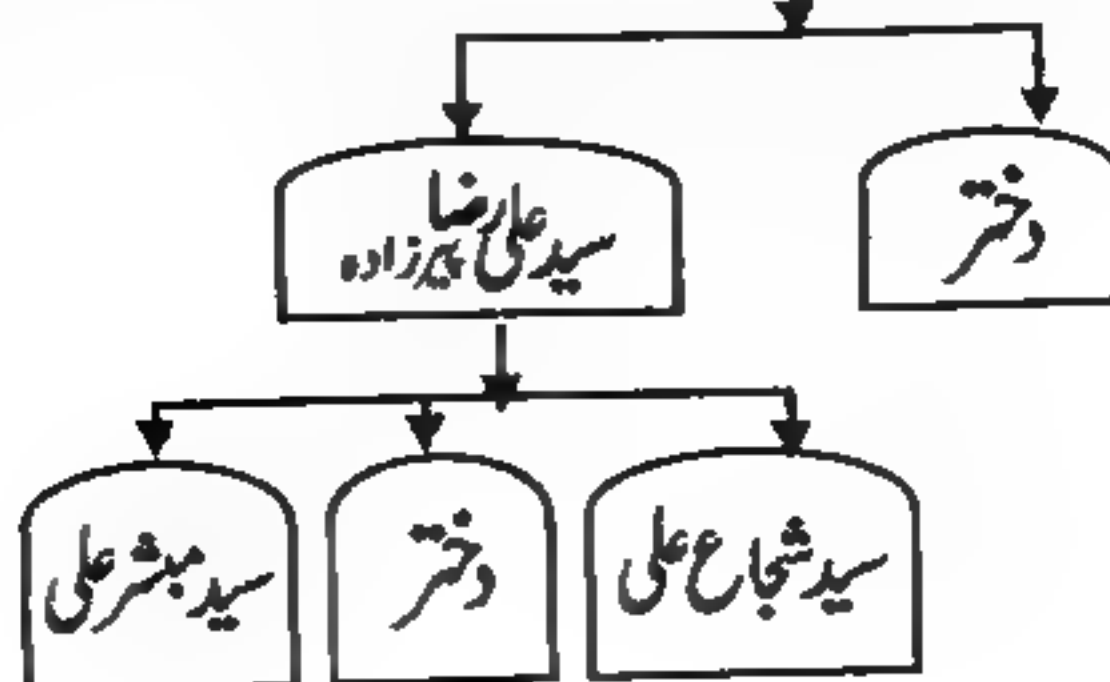 دختر
سید علی رضا
پیرزادہ
سید شجاع علی
دختر
سید مبشر علی